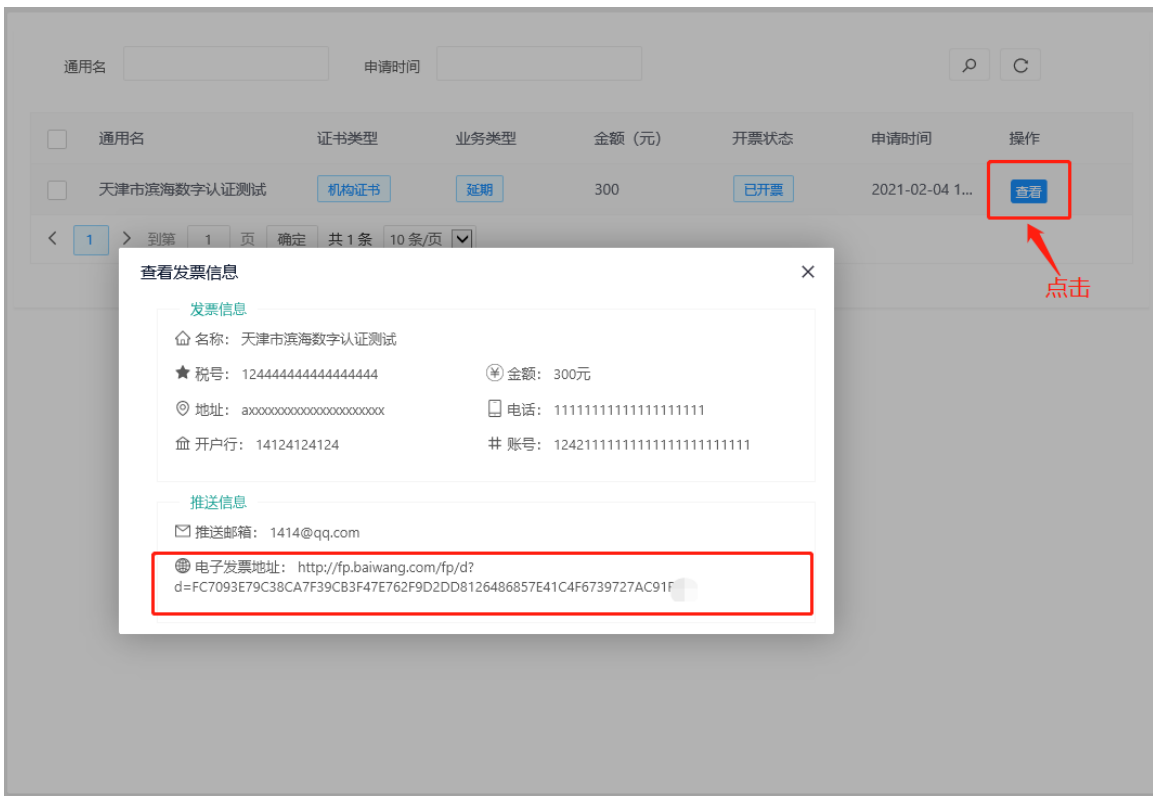 通用名 申请时间
通用名 证书类型 业务类型 金额（元） 开票状态 申请时间 操作
天津市滨海数字认证测试 机构证书 延期 300 已开票 2021-02-04 1... 查看
1 到第 1 页 确定 共 1 条 10 条/页
点击
查看发票信息
发票信息
名称： 天津市滨海数字认证测试
税号： 124444444444444444 金额： 300元
地址： axxxxxxxxxxxxxxxxxxxxx 电话： 11111111111111111111
开户行： 14124124124 账号： 12421111111111111111111111
推送信息
推送邮箱： 1414@qq.com
电子发票地址： http://fp.baiwang.com/fp/d?
d=FC7093E79C38CA7F39CB3F47E762F9D2DD8126486857E41C4F6739727AC91F